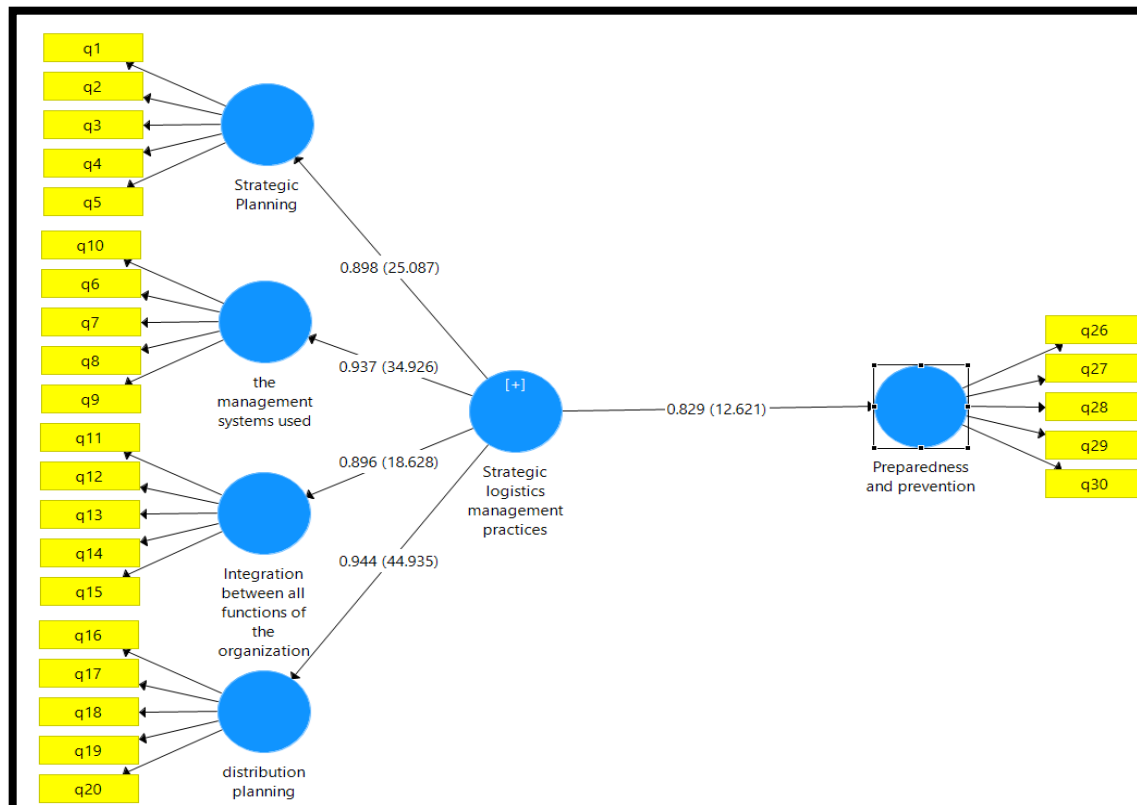 q1
q2
q3
q4
q5
Strategic
Planning
0.898 (25.087)
q10
q6
q7
q8
q9
the
management
systems used
0.937 (34.926)
[+]
Strategic
logistics
management
practices
0.829 (12.621)
Preparedness
and prevention
q26
q27
q28
q29
q30
q11
q12
q13
q14
q15
0.896 (18.628)
Integration
between all
functions of
the
organization
0.944 (44.935)
q16
q17
q18
q19
q20
distribution
planning